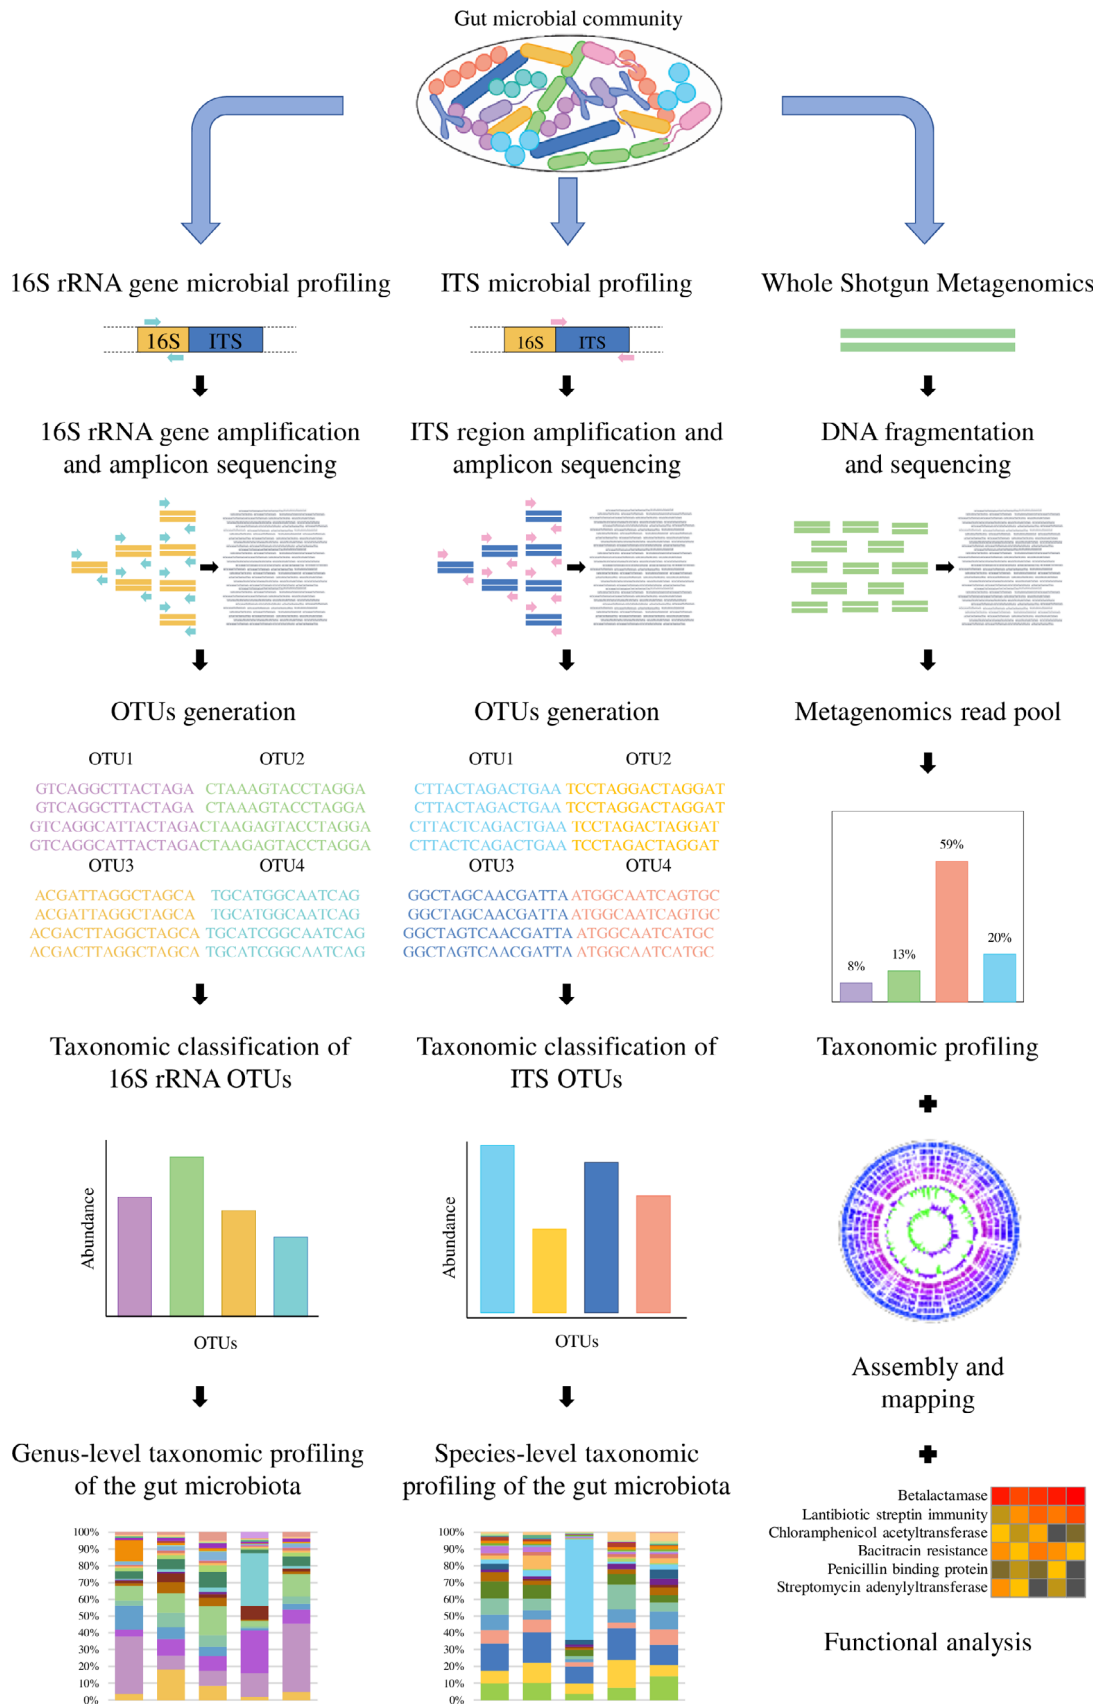 Gut microbial community
16S rRNA gene microbial profiling
16S ITS
16S rRNA gene amplification
and amplicon sequencing
OTUs generation
OTU1 OTU2
GTCAGGCTTACTAGA CTAAAGTACCTAGGA
GTCAGGCTTACTAGA CTAAAGTACCTAGGA
GTCAGGCATTACTAGACTAAGAGTACCTAGGA
GTCAGGCATTACTAGACTAAGAGTACCTAGGA
OTU3 OTU4
ACGATTAGGCTAGCA TGCATGGCAATCAG
ACGATTAGGCTAGCA TGCATGGCAATCAG
ACGACTTAGGCTAGCA TGCATCGGCAATCAG
ACGACTTAGGCTAGCA TGCATCGGCAATCAG
Taxonomic classification of
16S rRNA OTUs
Abundance
OTUs
Genus-level taxonomic profiling
of the gut microbiota
100%
90%
80%
70%
60%
50%
40%
30%
20%
10%
0%
ITS microbial profiling
16S ITS
ITS region amplification and
amplicon sequencing
OTUs generation
OTU1 OTU2
CTTACTAGACTGAA TCCTAGGACTAGGAT
CTTACTAGACTGAA TCCTAGGACTAGGAT
CTTACTCAGACTGAA TCCTAGACTAGGAT
CTTACTCAGACTGAA TCCTAGACTAGGAT
OTU3 OTU4
GGCTAGCAACGATTA ATGGCAATCAGTGC
GGCTAGCAACGATTA ATGGCAATCAGTGC
GGCTAGTCAACGATTA ATGGCAATCATGC
GGCTAGTCAACGATTA ATGGCAATCATGC
Taxonomic classification of
ITS OTUs
Abundance
OTUs
Species-level taxonomic
profiling of the gut microbiota
100%
90%
80%
70%
60%
50%
40%
30%
20%
10%
0%
Whole Shotgun Metagenomics
DNA fragmentation
and sequencing
Metagenomics read pool
8% 13% 59% 20%
Taxonomic profiling
Assembly and
mapping
Betalactamase
Lantibiotic streptin immunity
Chloramphenicol acetyltransferase
Bacitracin resistance
Penicillin binding protein
Streptomycin adenylyltransferase
Functional analysis